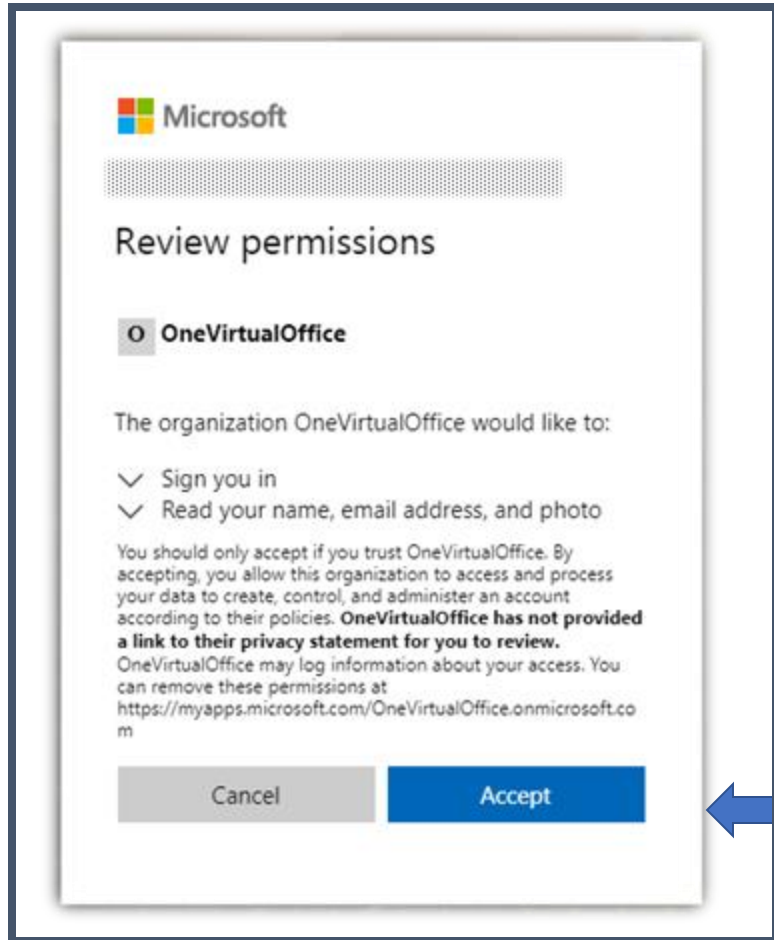 Microsoft
Review permissions
O OneVirtualOffice
The organization OneVirtualOffice would like to:
Sign you in
Read your name, email address, and photo
You should only accept if you trust OneVirtualOffice. By
accepting, you allow this organization to access and process
your data to create, control, and administer an account
according to their policies. OneVirtualOffice has not provided
a link to their privacy statement for you to review.
OneVirtualOffice may log information about your access. You
can remove these permissions at
https://myapps.microsoft.com/OneVirtualOffice.onmicrosoft.co
m
Cancel Accept